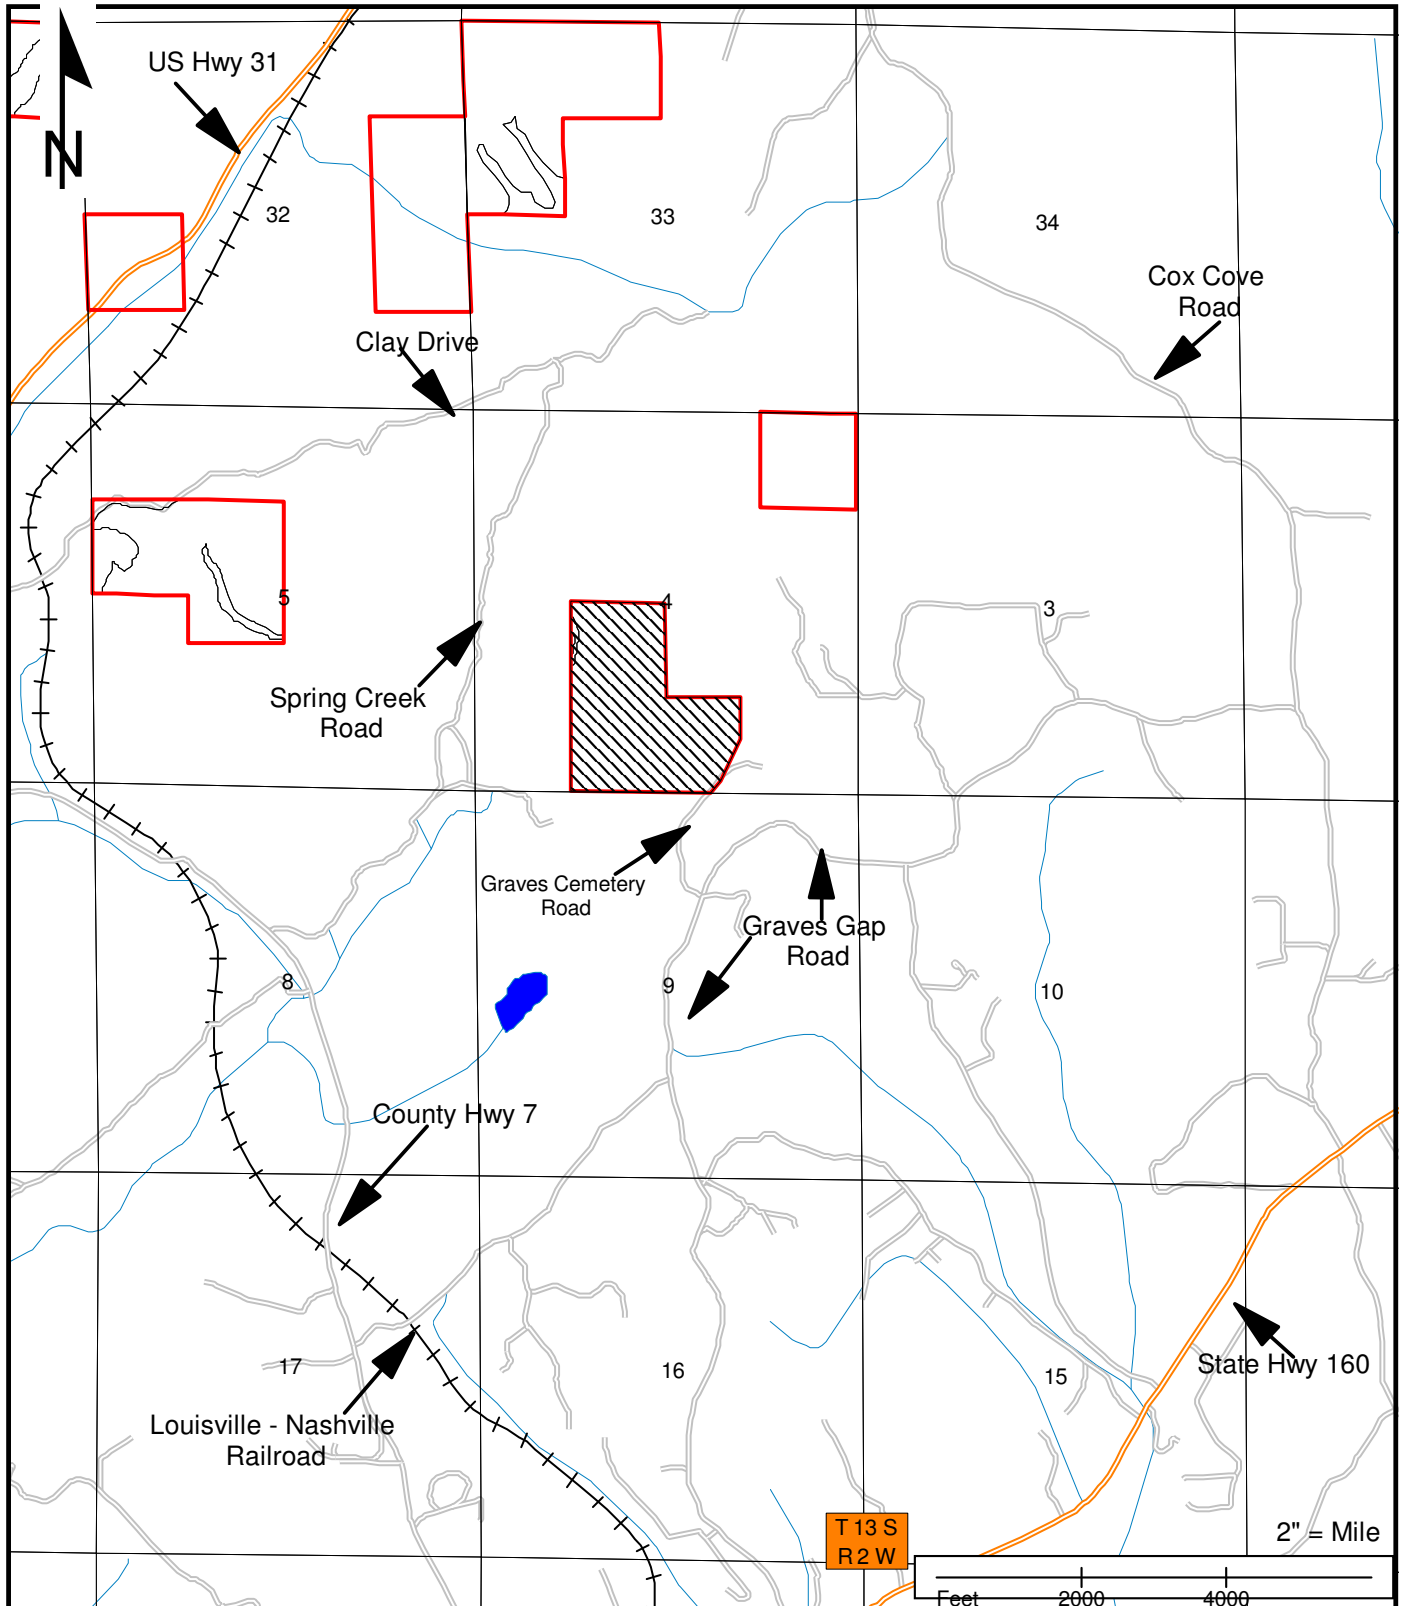 US Hwy 31
N
32
33
34
Cox Cove
Road
Clay Drive
5
4
3
Spring Creek
Road
Graves Cemetery
Road
Graves Gap
Road
8
9
10
County Hwy 7
State Hwy 160
17
16
15
Louisville - Nashville
Railroad
T 13 S
R 2 W
2" = Mile
Feet 2000 4000